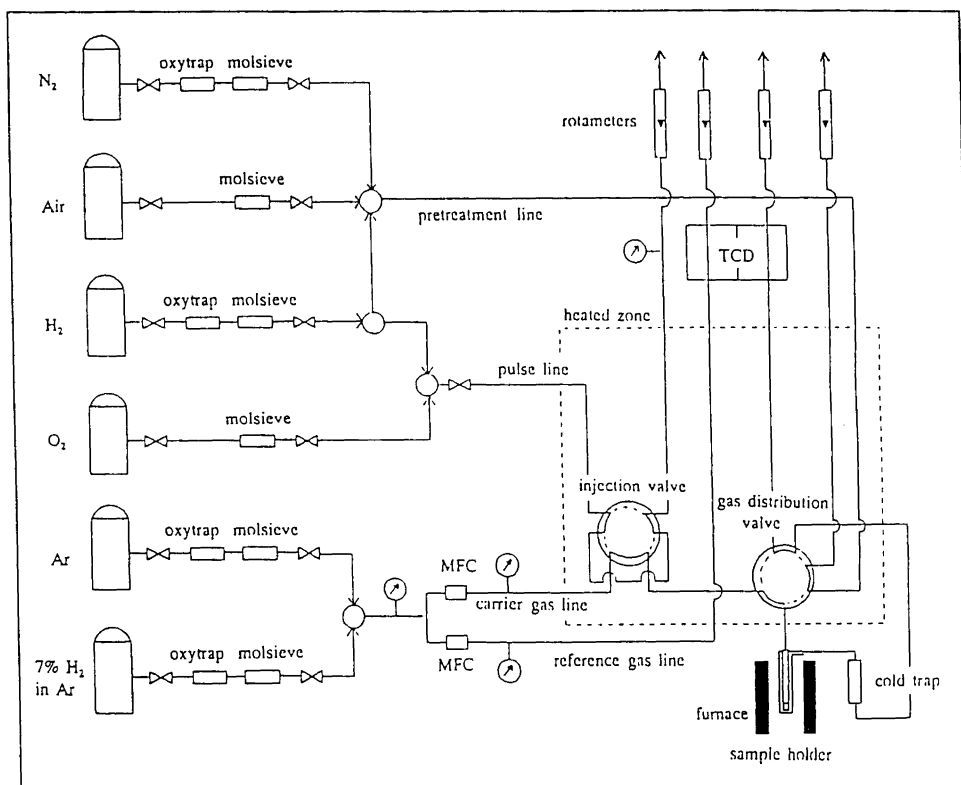 N₂
oxytrap molsieve
rotameters
Air
molsieve
pretreatment line
TCD
H₂
oxytrap molsieve
heated zone
pulse line
O₂
molsieve
injection valve
gas distribution
valve
Ar
oxytrap molsieve
MFC
carrier gas line
7% H₂
in Ar
oxytrap molsieve
MFC
reference gas line
cold trap
furnace
sample holder